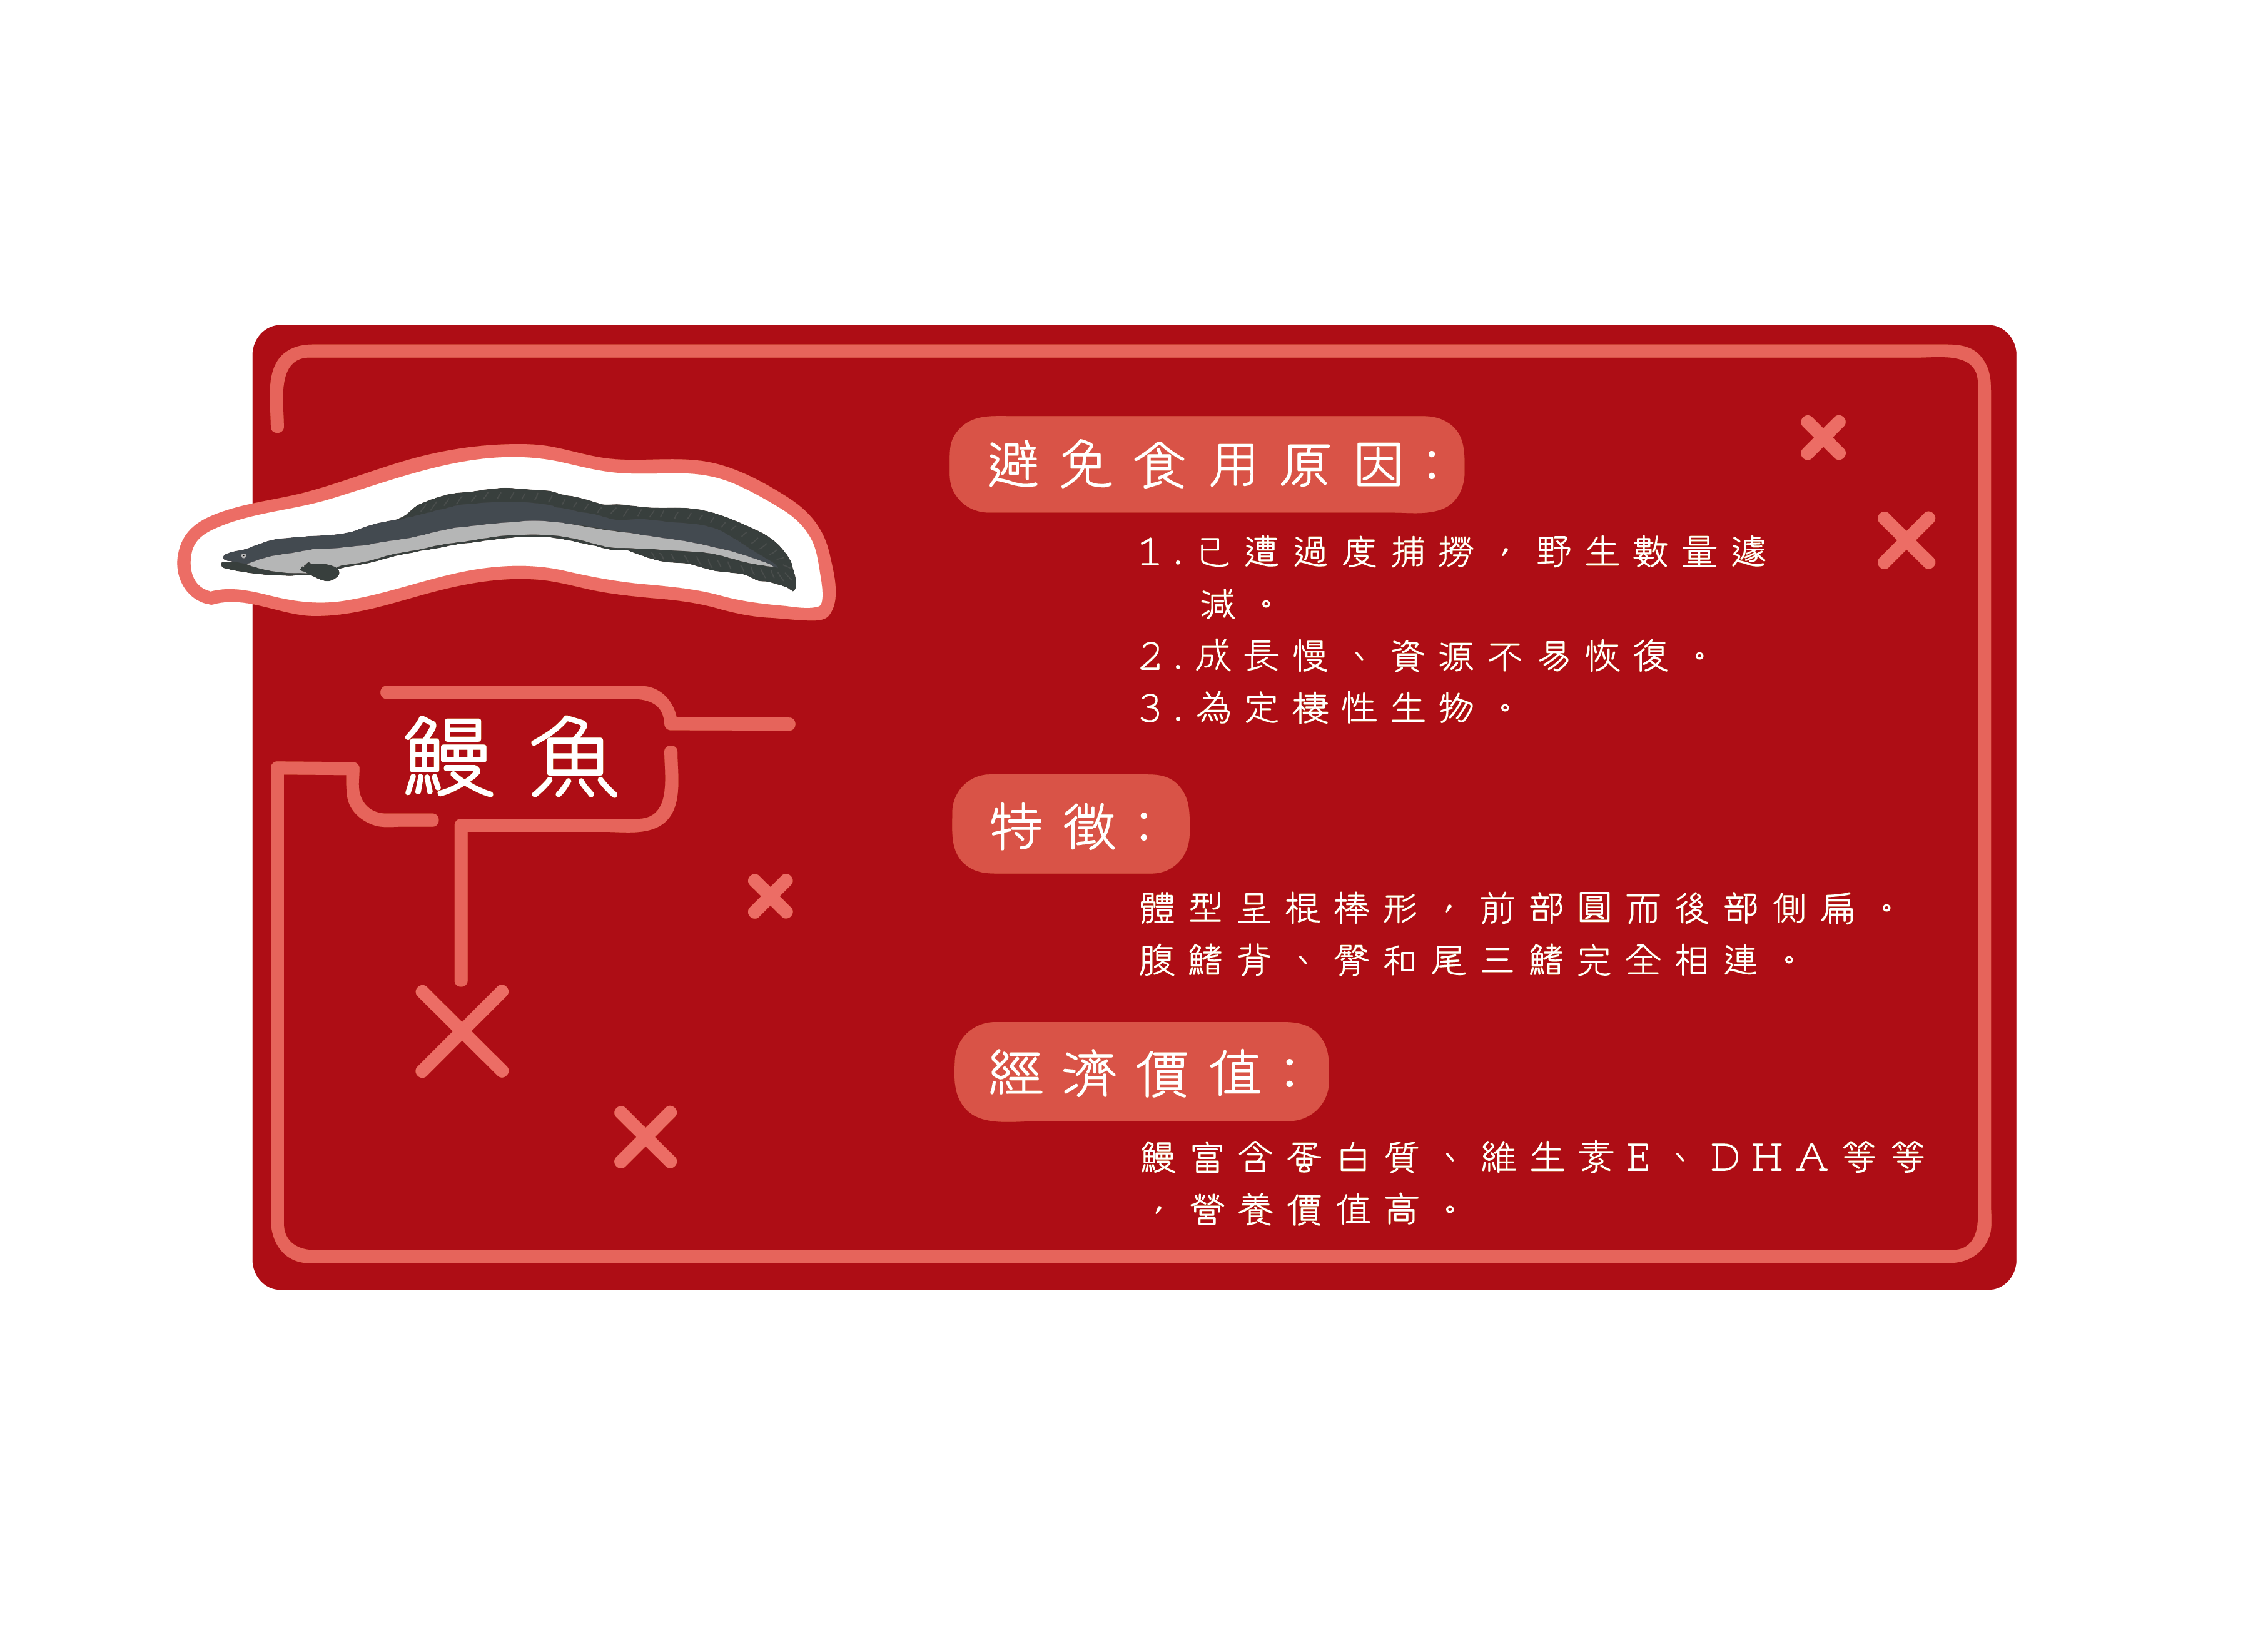 鰻魚
避免食用原因：
1.已遭過度捕撈，野生數量遽
減。
2.成長慢、資源不易恢復。
3.為定棲性生物。
特徵：
體型呈棍棒形，前部圓而後部側扁。
腹鰭背、臀和尾三鰭完全相連。
經濟價值：
鰻富含蛋白質、維生素E、DHA等等
，營養價值高。